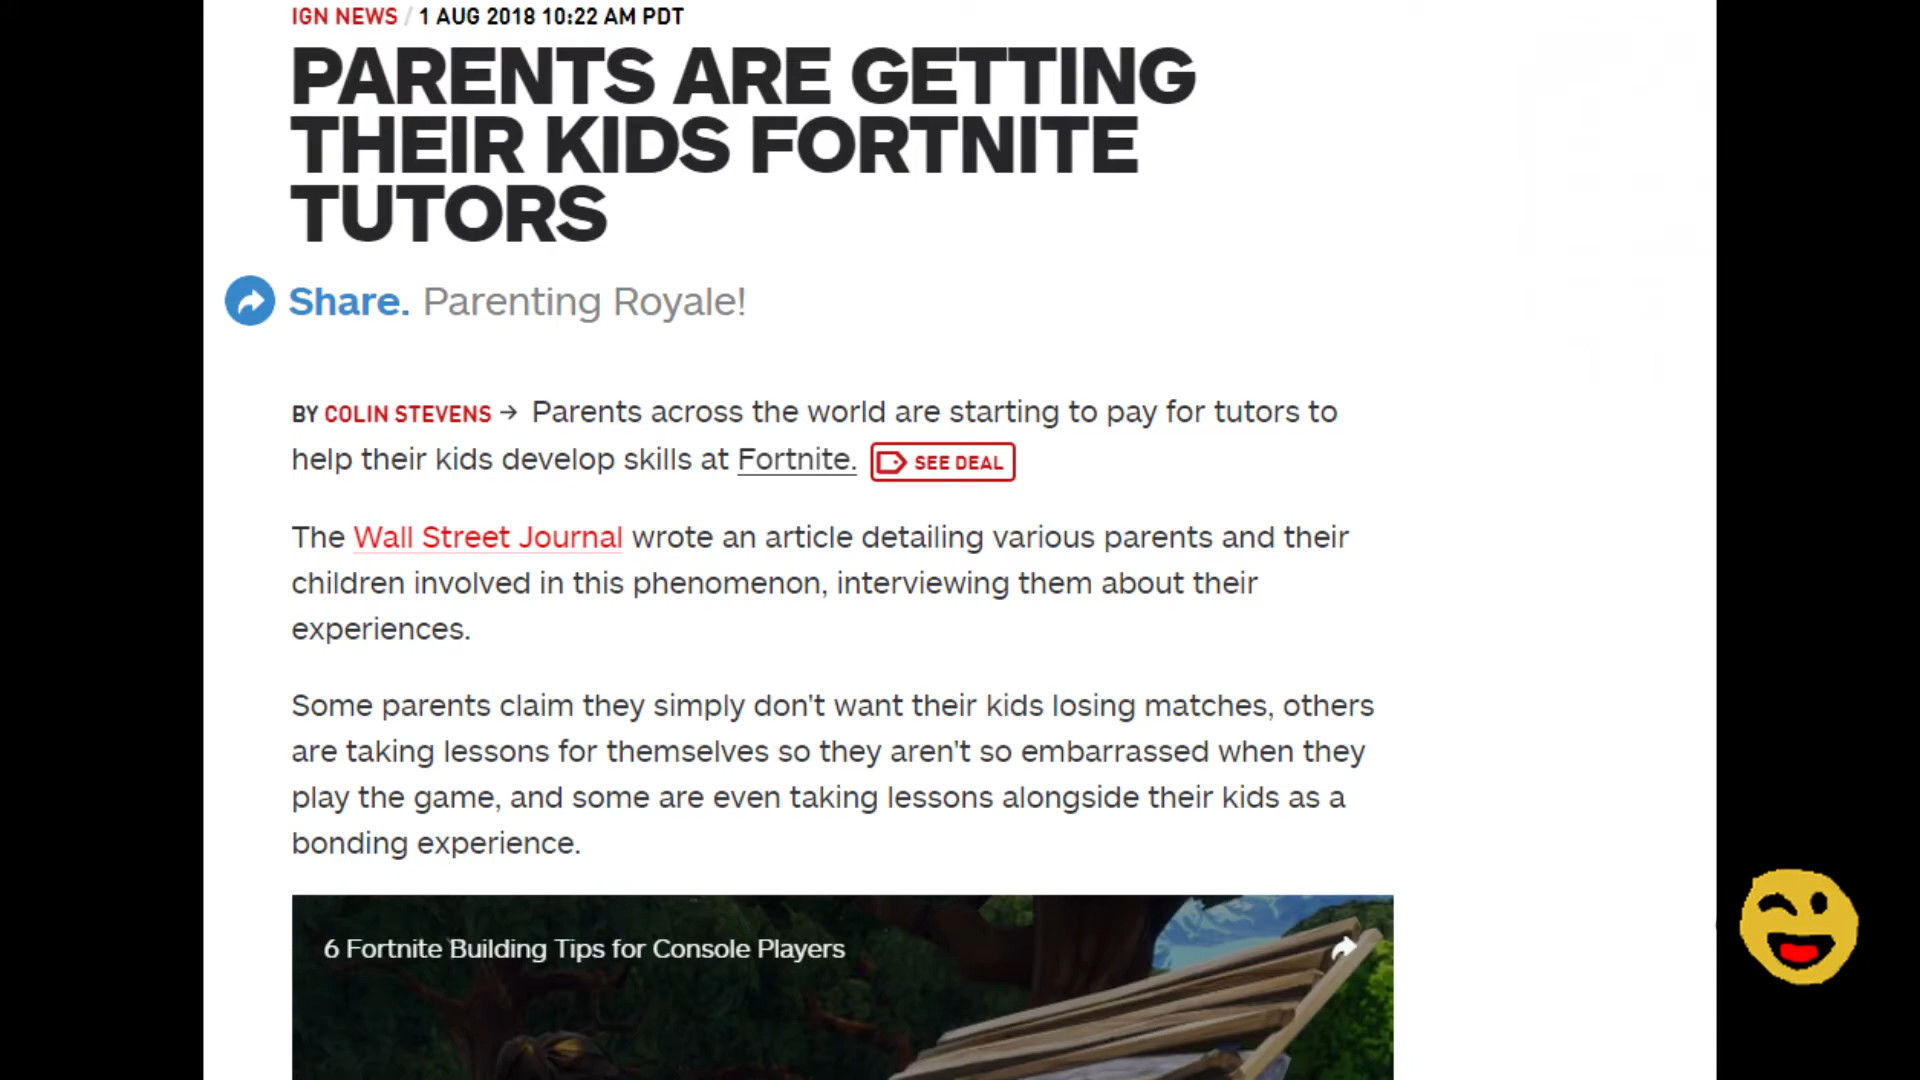 IGN NEWS / 1 AUG 2018 10:22 AM PDT
PARENTS ARE GETTING
THEIR KIDS FORTNITE
TUTORS
Share. Parenting Royale!
BY COLIN STEVENS → Parents across the world are starting to pay for tutors to
help their kids develop skills at Fortnite. SEE DEAL
The Wall Street Journal wrote an article detailing various parents and their
children involved in this phenomenon, interviewing them about their
experiences.
Some parents claim they simply don't want their kids losing matches, others
are taking lessons for themselves so they aren't so embarrassed when they
play the game, and some are even taking lessons alongside their kids as a
bonding experience.
6 Fortnite Building Tips for Console Players